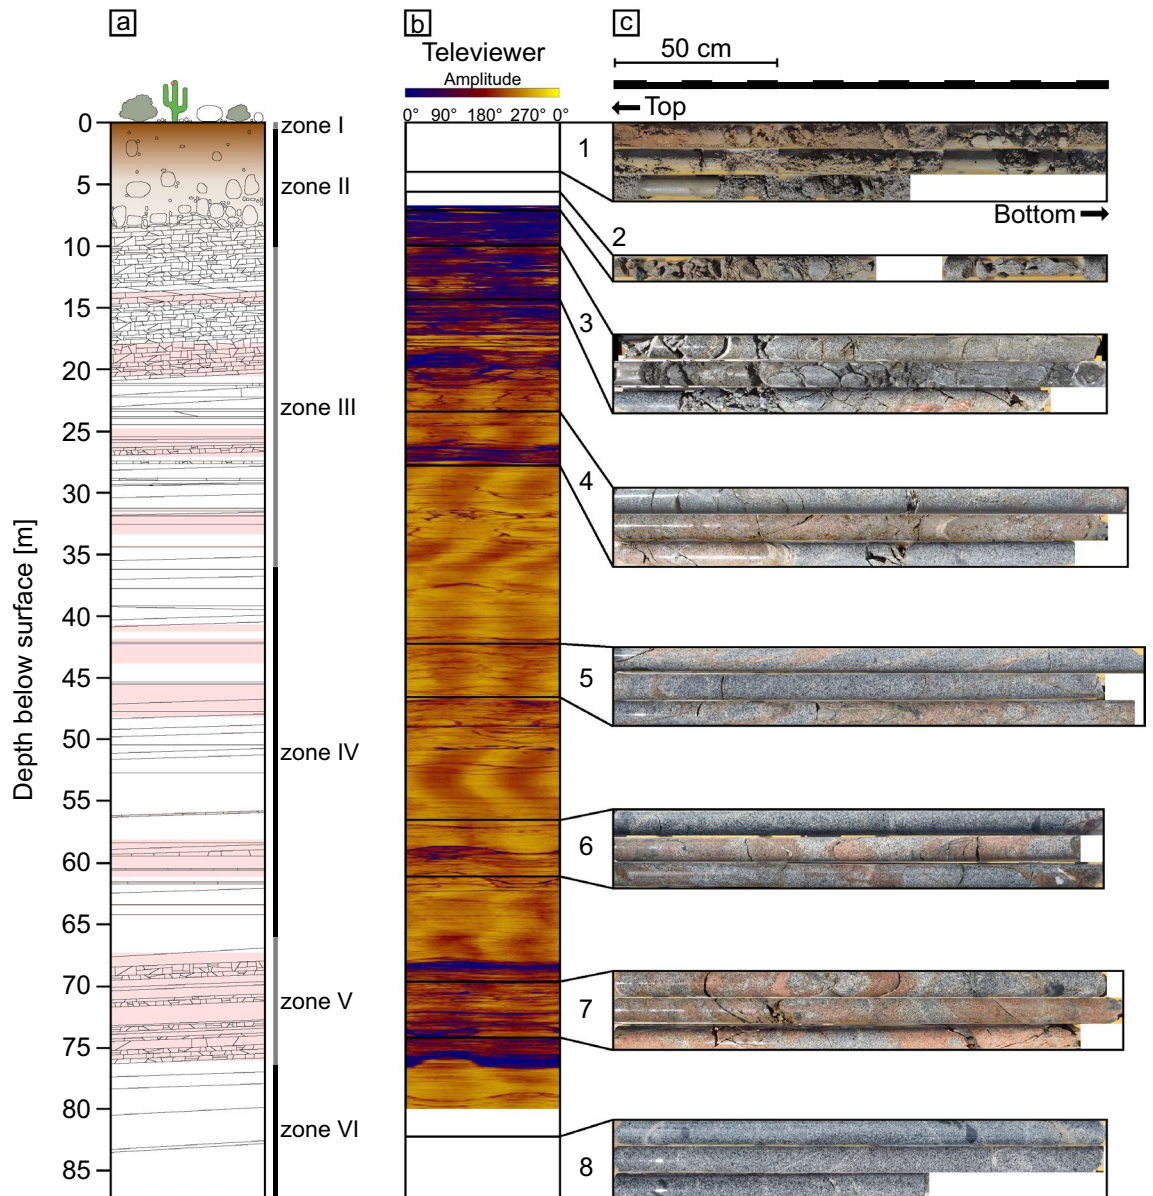 a
b
c
Televiewer
Amplitude
0° 90° 180° 270° 0°
50 cm
Top
Bottom
Depth below surface [m]
0
5
10
15
20
25
30
35
40
45
50
55
60
65
70
75
80
85
zone I
zone II
zone III
zone IV
zone V
zone VI
1
2
3
4
5
6
7
8